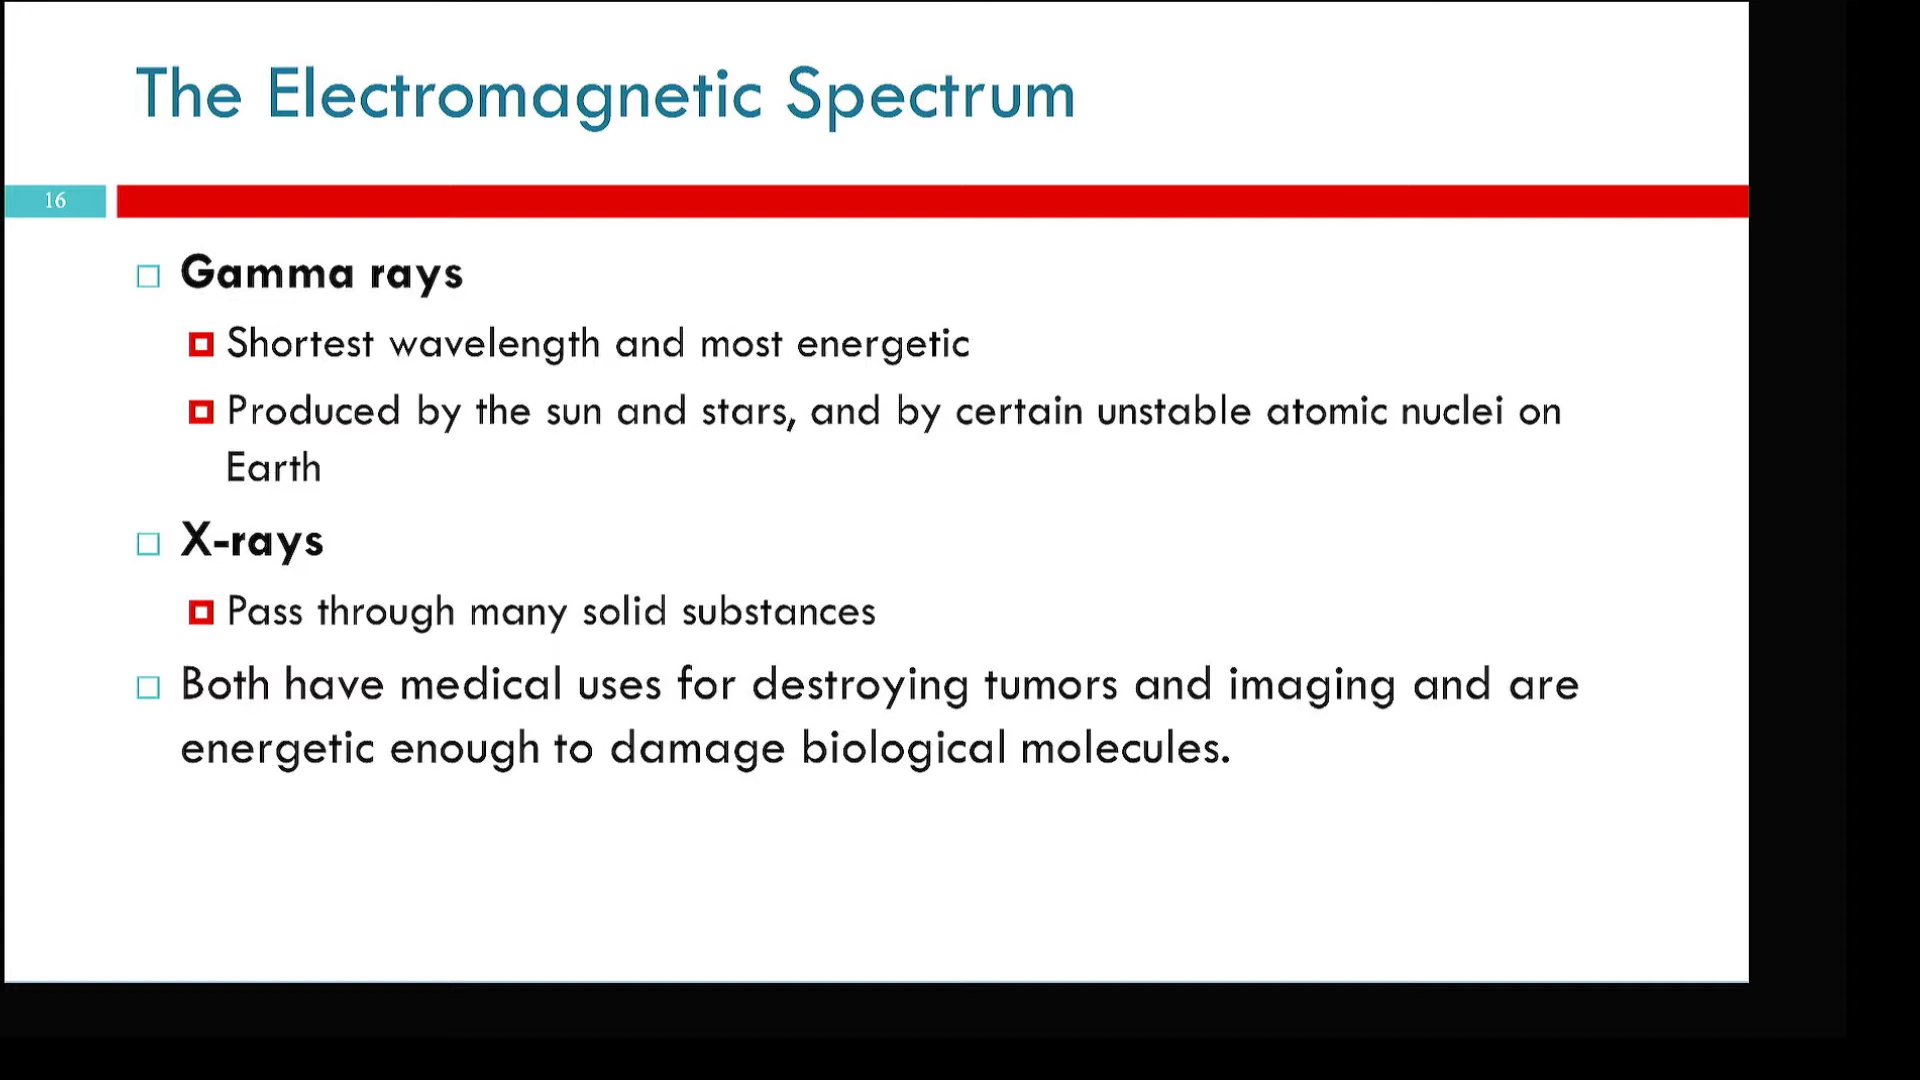 The Electromagnetic Spectrum
16
Gamma rays
Shortest wavelength and most energetic
Produced by the sun and stars, and by certain unstable atomic nuclei on
Earth
X-rays
Pass through many solid substances
Both have medical uses for destroying tumors and imaging and are
energetic enough to damage biological molecules.